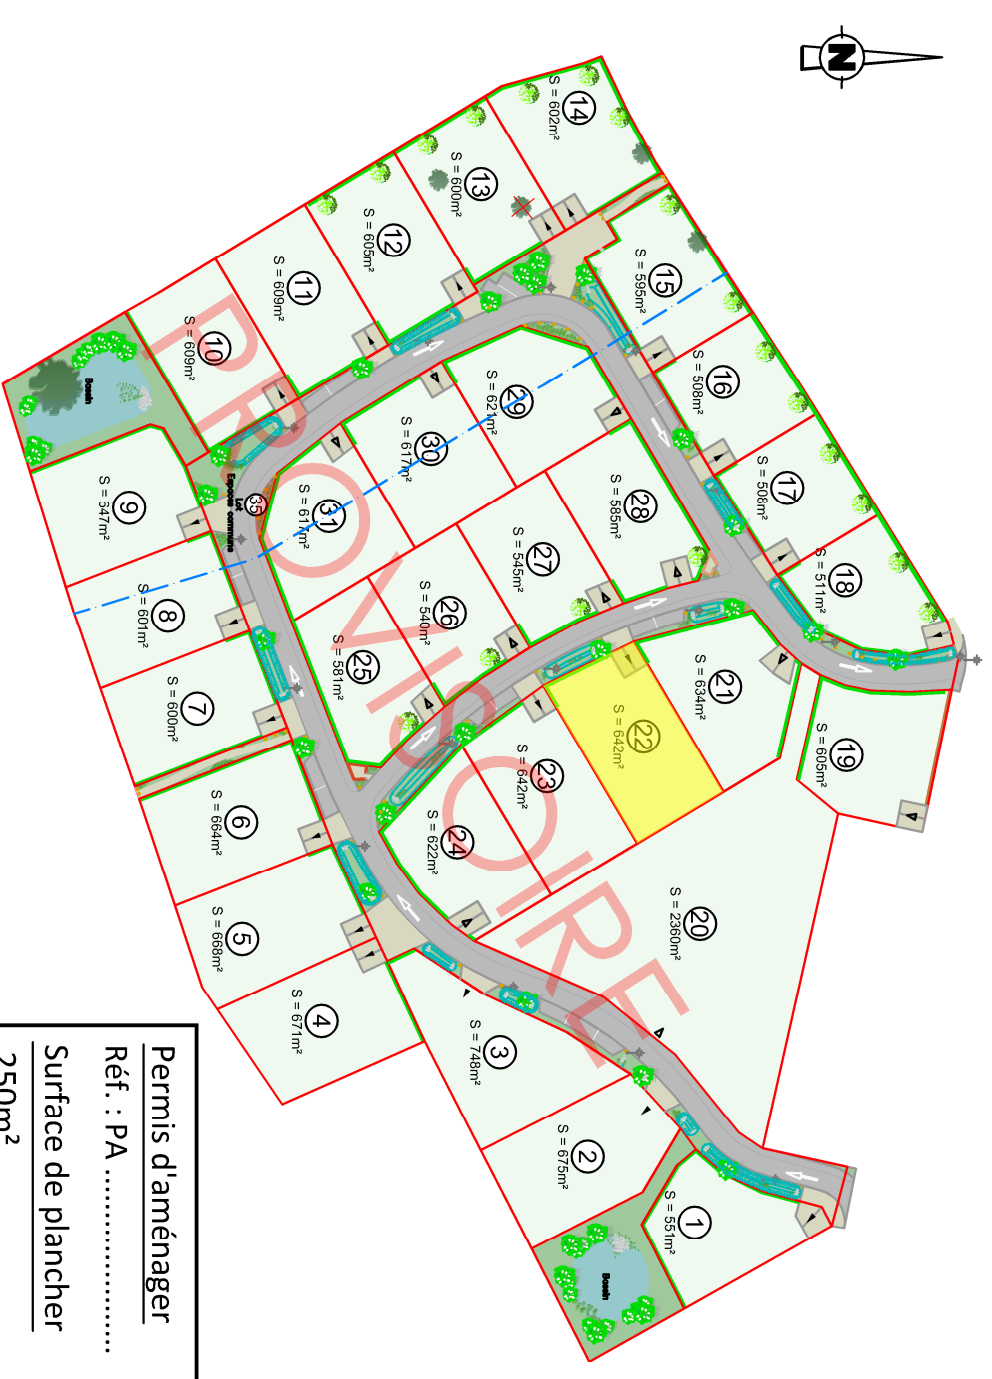 N
14
S = 602m²
13
S = 600m²
12
S = 605m²
11
S = 609m²
10
S = 609m²
15
S = 595m²
16
S = 508m²
17
S = 508m²
18
S = 511m²
19
S = 605m²
20
S = 2360m²
21
S = 634m²
22
S = 642m²
23
S = 642m²
24
S = 622m²
25
S = 581m²
26
S = 540m²
27
S = 545m²
28
S = 585m²
29
S = 621m²
30
S = 617m²
31
S = 617m²
35
Lot
Espace commune
Bassin
9
S = 547m²
8
S = 601m²
7
S = 600m²
6
S = 664m²
5
S = 668m²
4
S = 671m²
3
S = 748m²
2
S = 675m²
1
S = 551m²
Bassin
PROVISOIRE
Permis d'aménager
Réf. : PA ........................
Surface de plancher
250m²